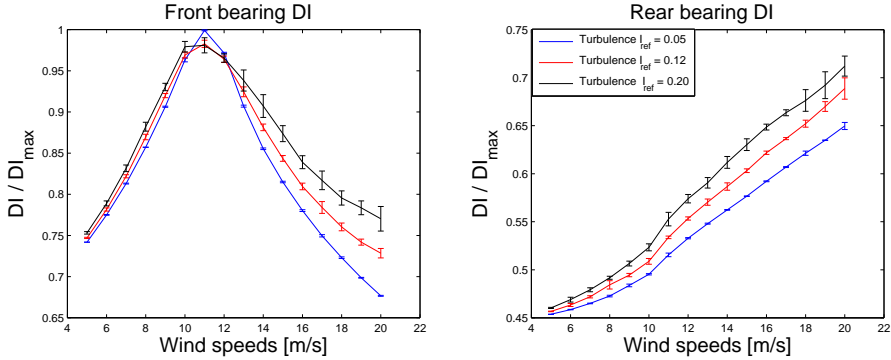 Front bearing DI
DI / DI_max
1
0.95
0.9
0.85
0.8
0.75
0.7
0.65
4 6 8 10 12 14 16 18 20 22
Wind speeds [m/s]
Rear bearing DI
Turbulence I_ref = 0.05
Turbulence I_ref = 0.12
Turbulence I_ref = 0.20
DI / DI_max
0.7
0.65
0.6
0.55
0.5
0.45
4 6 8 10 12 14 16 18 20 22
Wind speeds [m/s]